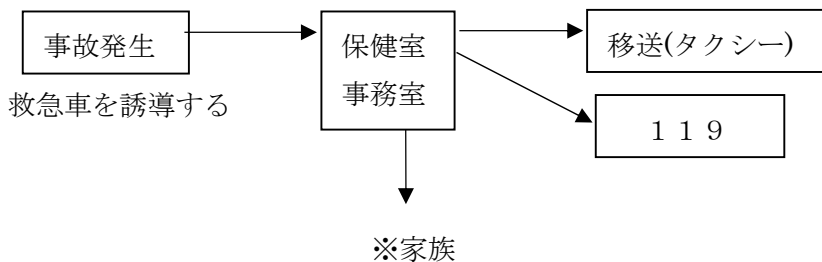 事故発生
救急車を誘導する
保健室
事務室
移送(タクシー)
１１９
※家族